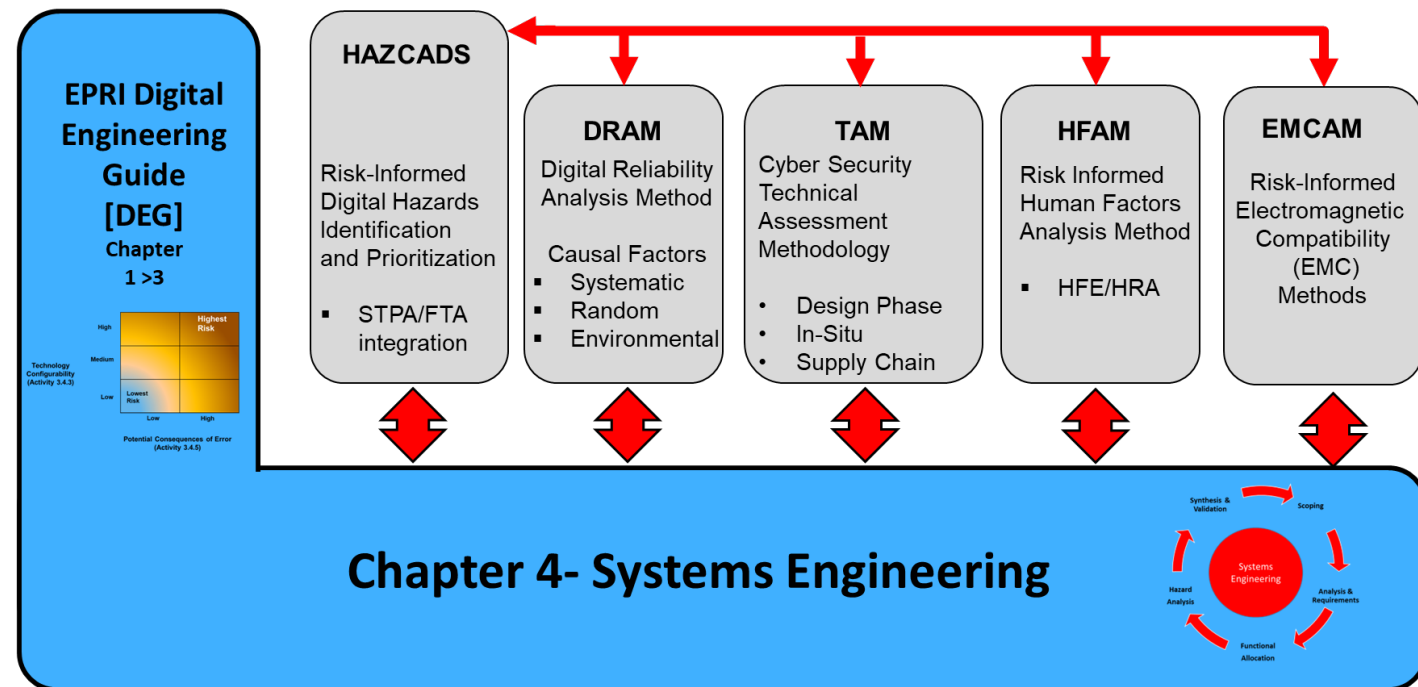 EPRI Digital
Engineering
Guide
[DEG]
Chapter
1 >3
High
Medium
Low
Technology
Configurability
(Activity 3.4.3)
Highest
Risk
Lowest
Risk
Low
High
Potential Consequences of Error
(Activity 3.4.5)
HAZCADS
Risk-Informed
Digital Hazards
Identification
and Prioritization
▪ STPA/FTA
integration
DRAM
Digital Reliability
Analysis Method
Causal Factors
▪ Systematic
▪ Random
▪ Environmental
TAM
Cyber Security
Technical
Assessment
Methodology
• Design Phase
• In-Situ
• Supply Chain
HFAM
Risk Informed
Human Factors
Analysis Method
▪ HFE/HRA
EMCAM
Risk-Informed
Electromagnetic
Compatibility
(EMC)
Methods
Chapter 4- Systems Engineering
Synthesis &
Validation
Scoping
Systems
Engineering
Hazard
Analysis
Analysis &
Requirements
Functional
Allocation